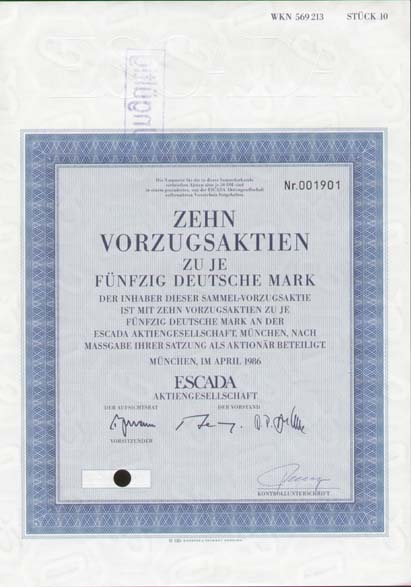 WKN 569 213 STÜCK 10
ungültig
Nr.001901
ZEHN
VORZUGSAKTIEN
ZU JE
FÜNFZIG DEUTSCHE MARK
DER INHABER DIESER SAMMEL-VORZUGSAKTIE
IST MIT ZEHN VORZUGSAKTIEN ZU JE
FÜNFZIG DEUTSCHE MARK AN DER
ESCADA AKTIENGESELLSCHAFT, MÜNCHEN, NACH
MASSGABE IHRER SATZUNG ALS AKTIONÄR BETEILIGT.
MÜNCHEN, IM APRIL 1986
ESCADA
AKTIENGESELLSCHAFT
DER AUFSICHTSRAT DER VORSTAND
VORSITZENDER
KONTROLLUNTERSCHRIFT